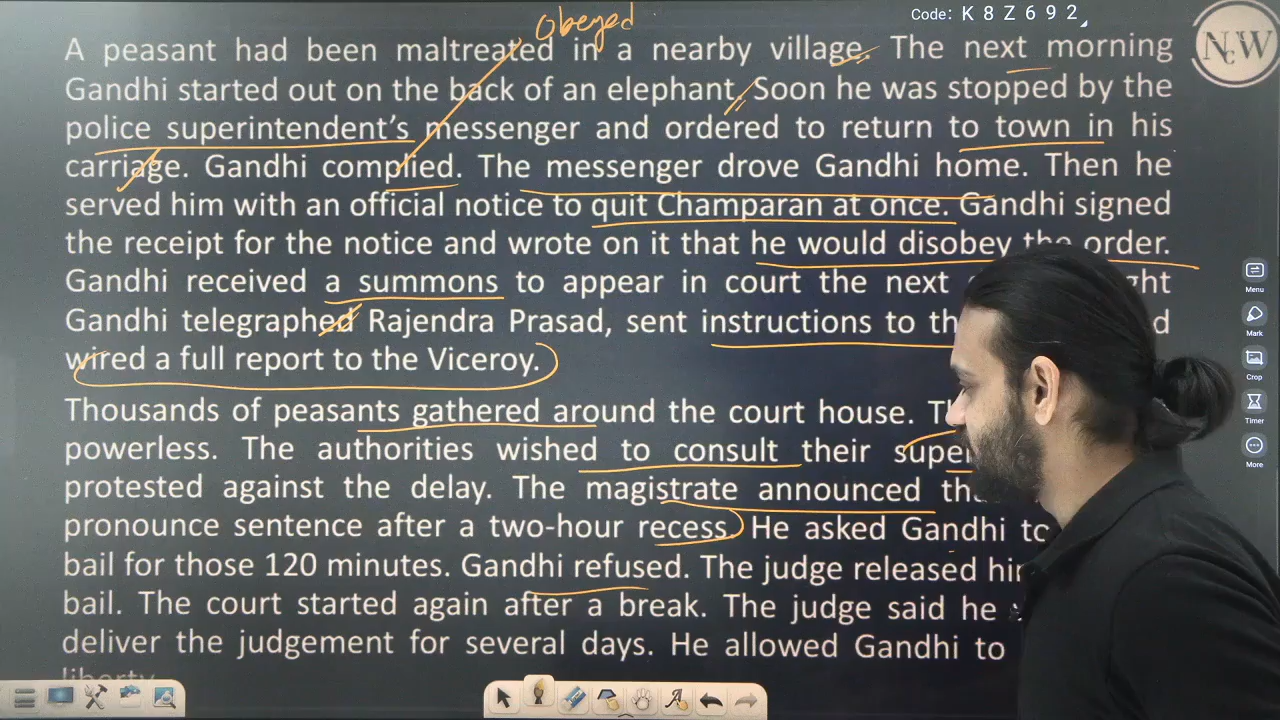 obeyed
Code: K 8 Z 6 9 2
NCW
A peasant had been maltreated in a nearby village. The next morning
Gandhi started out on the back of an elephant. Soon he was stopped by the
police superintendent's messenger and ordered to return to town in his
carriage. Gandhi complied. The messenger drove Gandhi home. Then he
served him with an official notice to quit Champaran at once. Gandhi signed
the receipt for the notice and wrote on it that he would disobey the order.
Gandhi received a summons to appear in court the next
Gandhi telegraphed Rajendra Prasad, sent instructions to
wired a full report to the Viceroy.
Thousands of peasants gathered around the court house.
powerless. The authorities wished to consult their
protested against the delay. The magistrate announced
pronounce sentence after a two-hour recess. He asked Gandhi to
bail for those 120 minutes. Gandhi refused. The judge released
bail. The court started again after a break. The judge said he
deliver the judgement for several days. He allowed Gandhi to
liberty
Menu
Mark
Crop
Timer
More